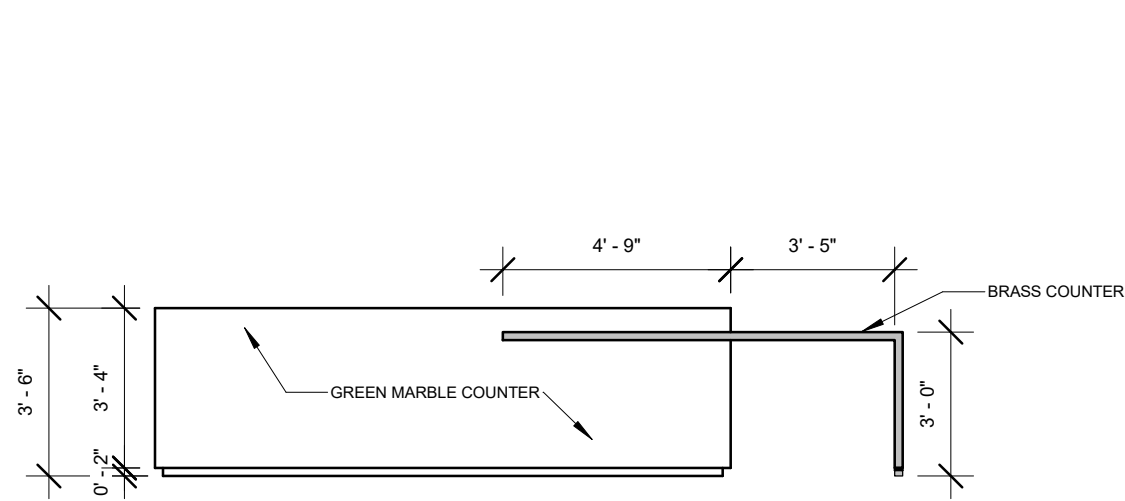 4' - 9"
3' - 5"
BRASS COUNTER
3' - 6"
3' - 4"
GREEN MARBLE COUNTER
3' - 0"
0' - 2"